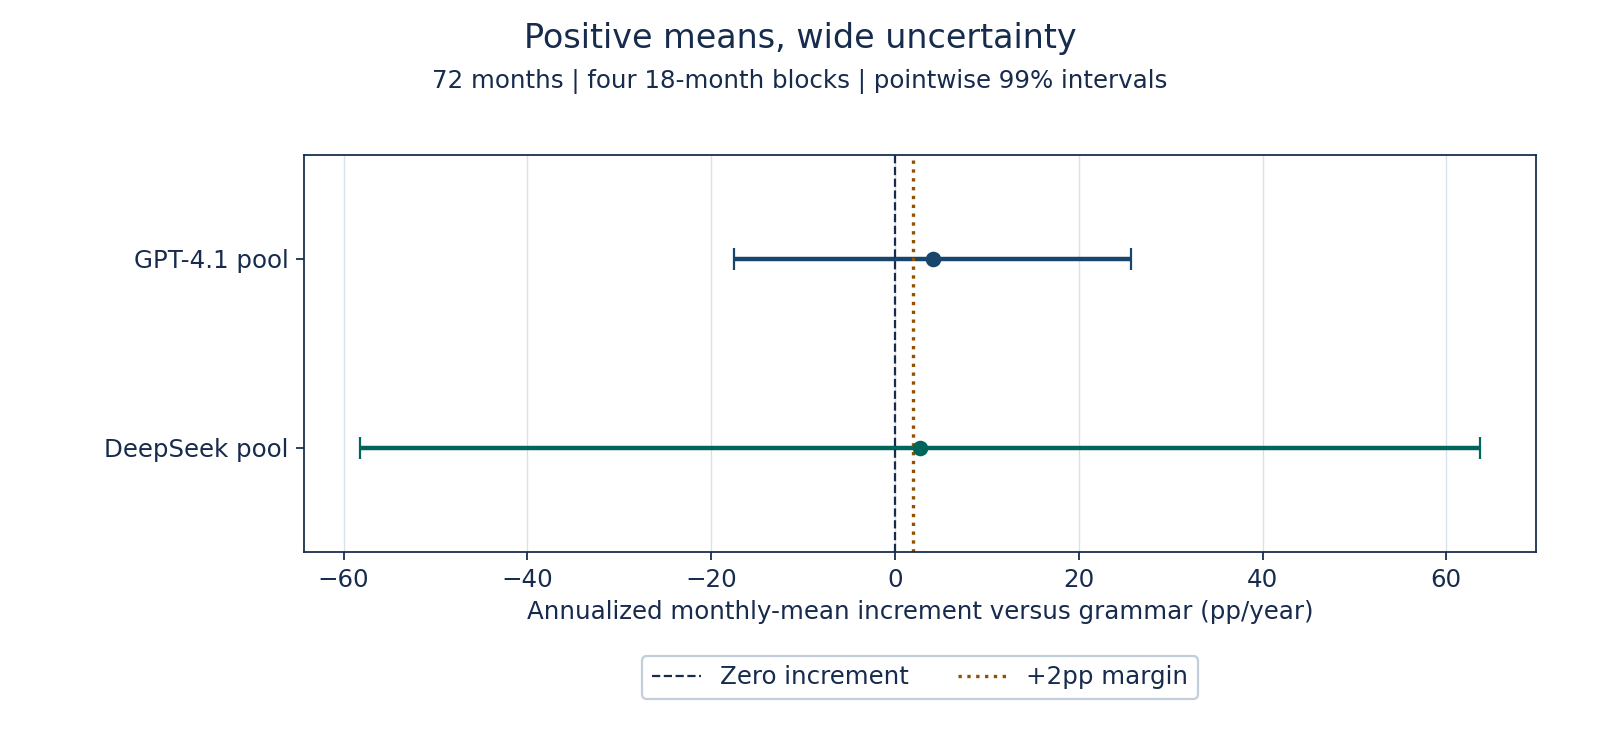 Positive means, wide uncertainty
72 months | four 18-month blocks | pointwise 99% intervals
GPT-4.1 pool
DeepSeek pool
−60 −40 −20 0 20 40 60
Annualized monthly-mean increment versus grammar (pp/year)
Zero increment +2pp margin